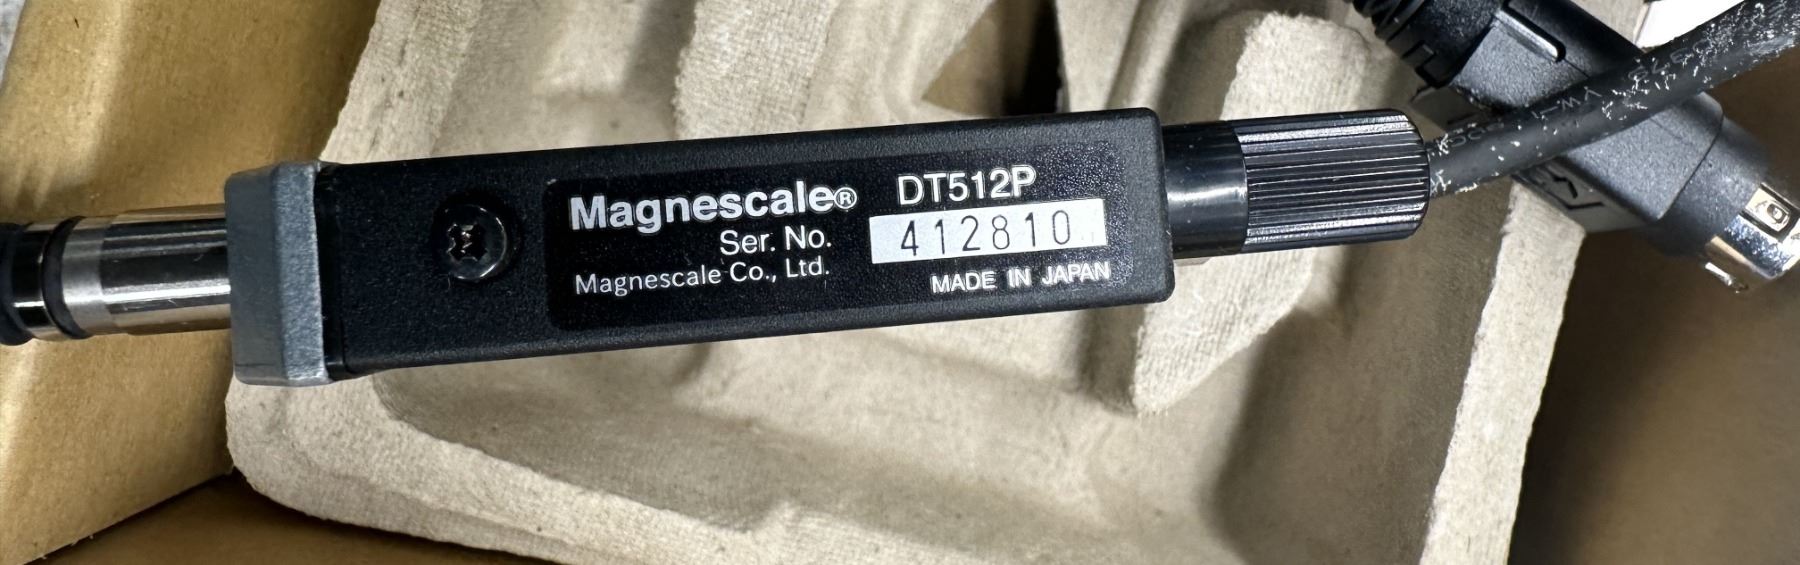 Magnescale® DT512P
Ser. No. 412810
Magnescale Co., Ltd. MADE IN JAPAN